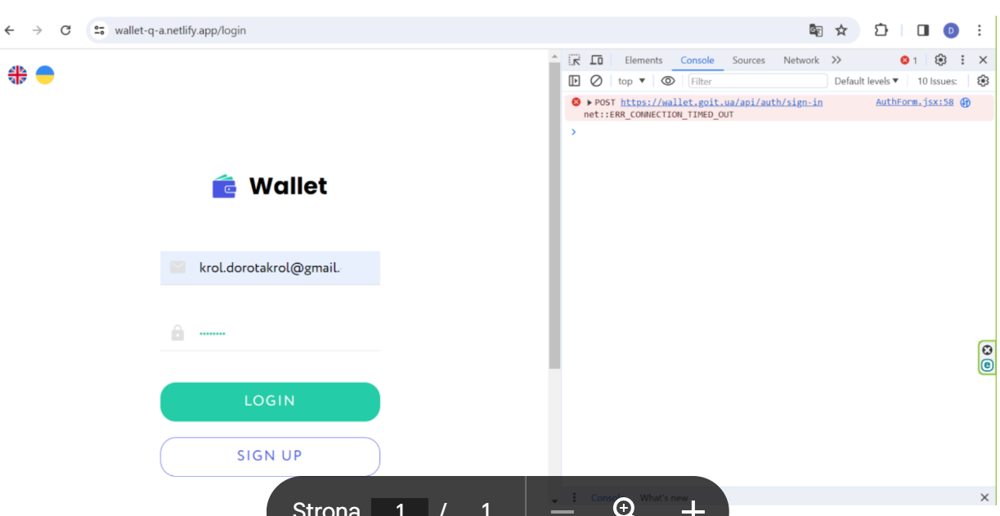 wallet-q-a.netlify.app/login
D
Elements Console Sources Network
1
top
Filter
Default levels
10 Issues:
POST https://wallet.goit.ua/api/auth/sign-in AuthForm.jsx:58
net::ERR_CONNECTION_TIMED_OUT
Wallet
krol.dorotakrol@gmail.
LOGIN
SIGN UP
Console What's new
Strona 1 / 1